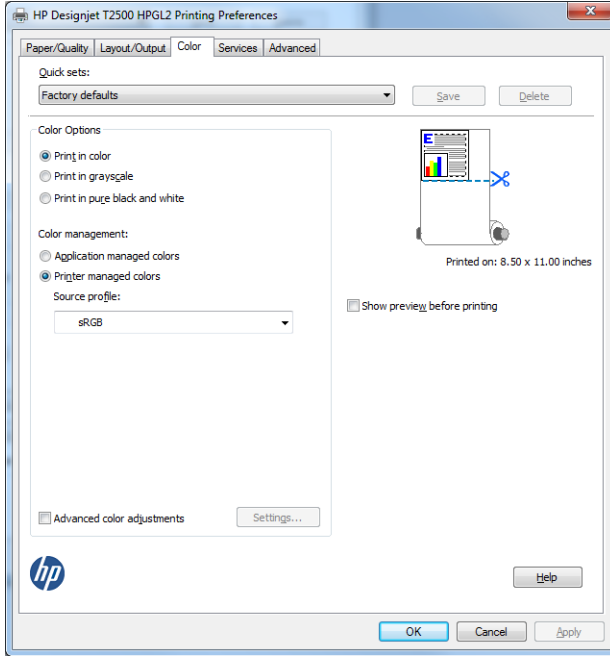 HP Designjet T2500 HPGL2 Printing Preferences
Paper/Quality Layout/Output Color Services Advanced
Quick sets:
Factory defaults Save Delete
Color Options
Print in color
Print in grayscale
Print in pure black and white
Color management:
Application managed colors
Printer managed colors
Source profile:
sRGB
E
Printed on: 8.50 x 11.00 inches
Show preview before printing
Advanced color adjustments Settings...
hp
Help
OK Cancel Apply